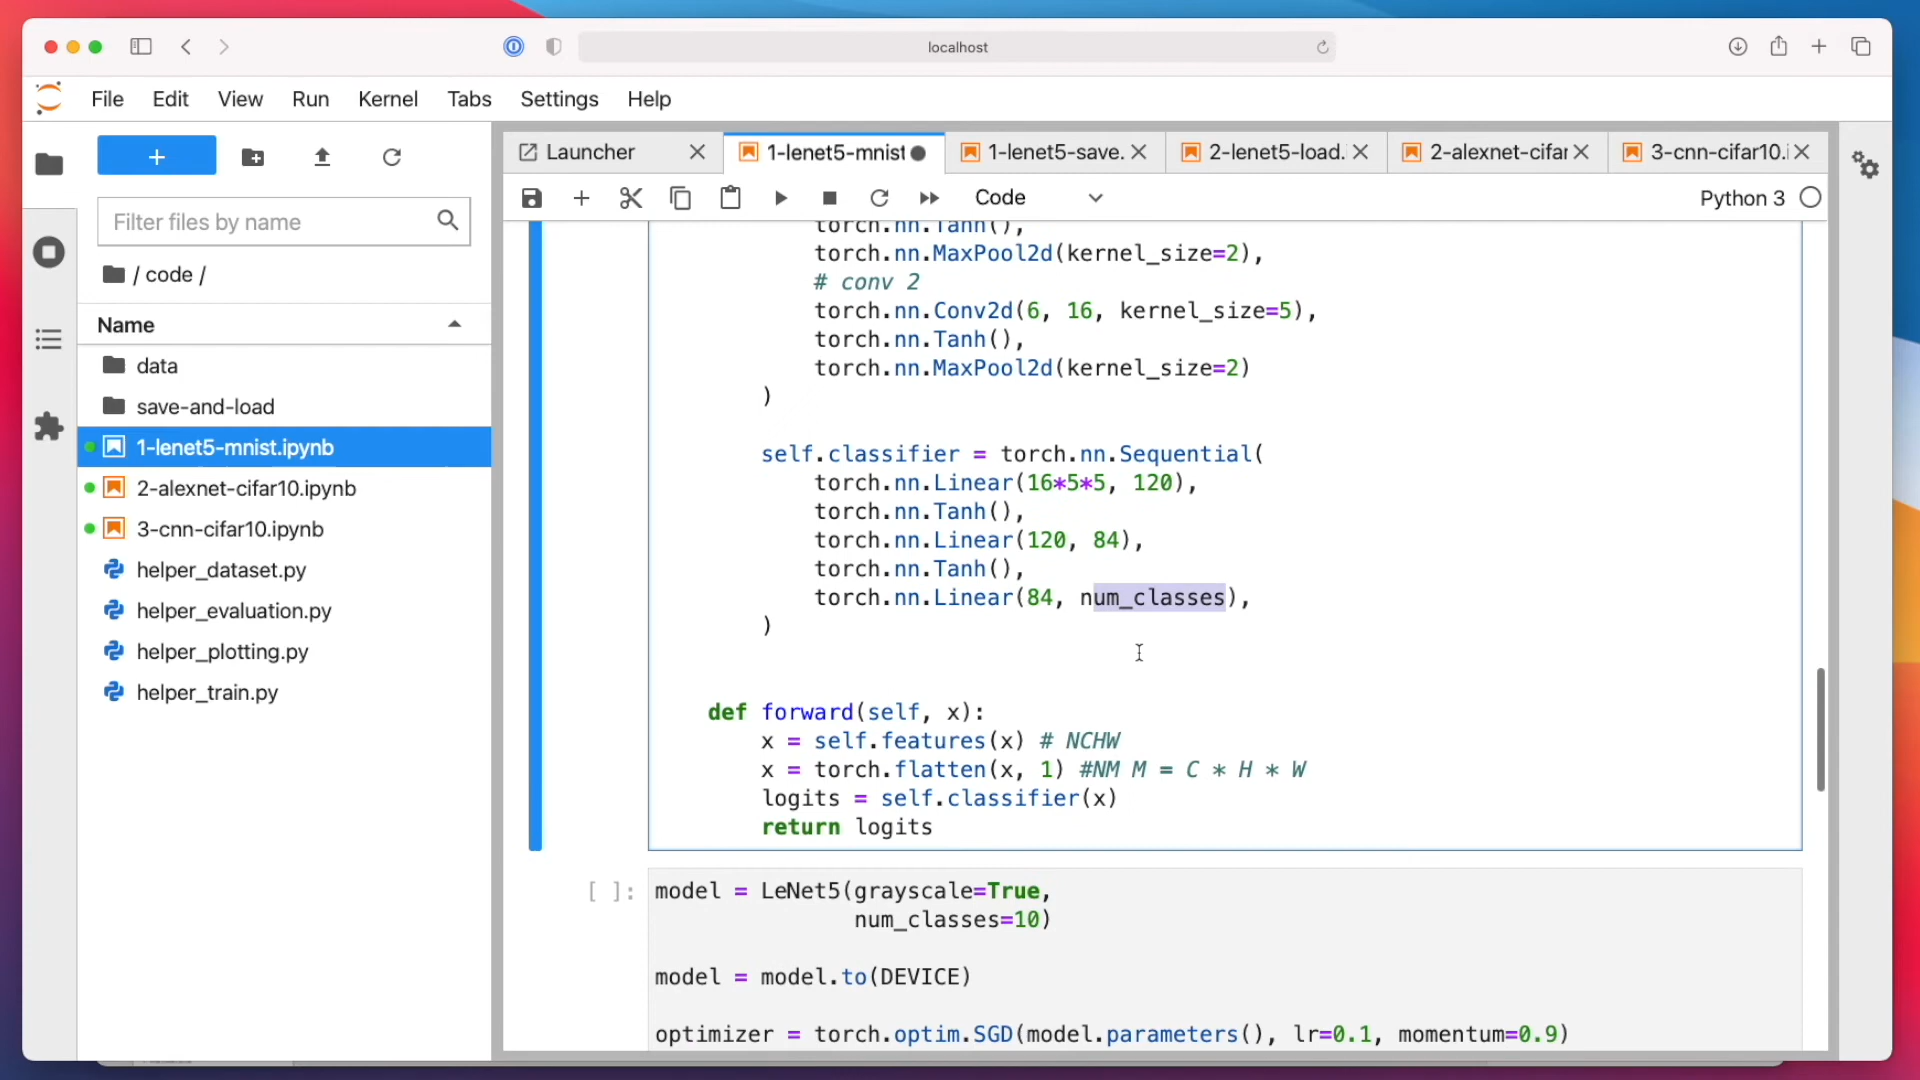 localhost
File Edit View Run Kernel Tabs Settings Help
Launcher 1-lenet5-mnist 1-lenet5-save. 2-lenet5-load. 2-alexnet-cifar 3-cnn-cifar10.i
Code Python 3
Filter files by name
/ code /
Name
data
save-and-load
1-lenet5-mnist.ipynb
2-alexnet-cifar10.ipynb
3-cnn-cifar10.ipynb
helper_dataset.py
helper_evaluation.py
helper_plotting.py
helper_train.py
torch.nn.Tanh(),
torch.nn.MaxPool2d(kernel_size=2),
# conv 2
torch.nn.Conv2d(6, 16, kernel_size=5),
torch.nn.Tanh(),
torch.nn.MaxPool2d(kernel_size=2)
)
self.classifier = torch.nn.Sequential(
torch.nn.Linear(16*5*5, 120),
torch.nn.Tanh(),
torch.nn.Linear(120, 84),
torch.nn.Tanh(),
torch.nn.Linear(84, num_classes),
)
def forward(self, x):
x = self.features(x) # NCHW
x = torch.flatten(x, 1) #NM M = C * H * W
logits = self.classifier(x)
return logits
[ ]: model = LeNet5(grayscale=True,
num_classes=10)
model = model.to(DEVICE)
optimizer = torch.optim.SGD(model.parameters(), lr=0.1, momentum=0.9)